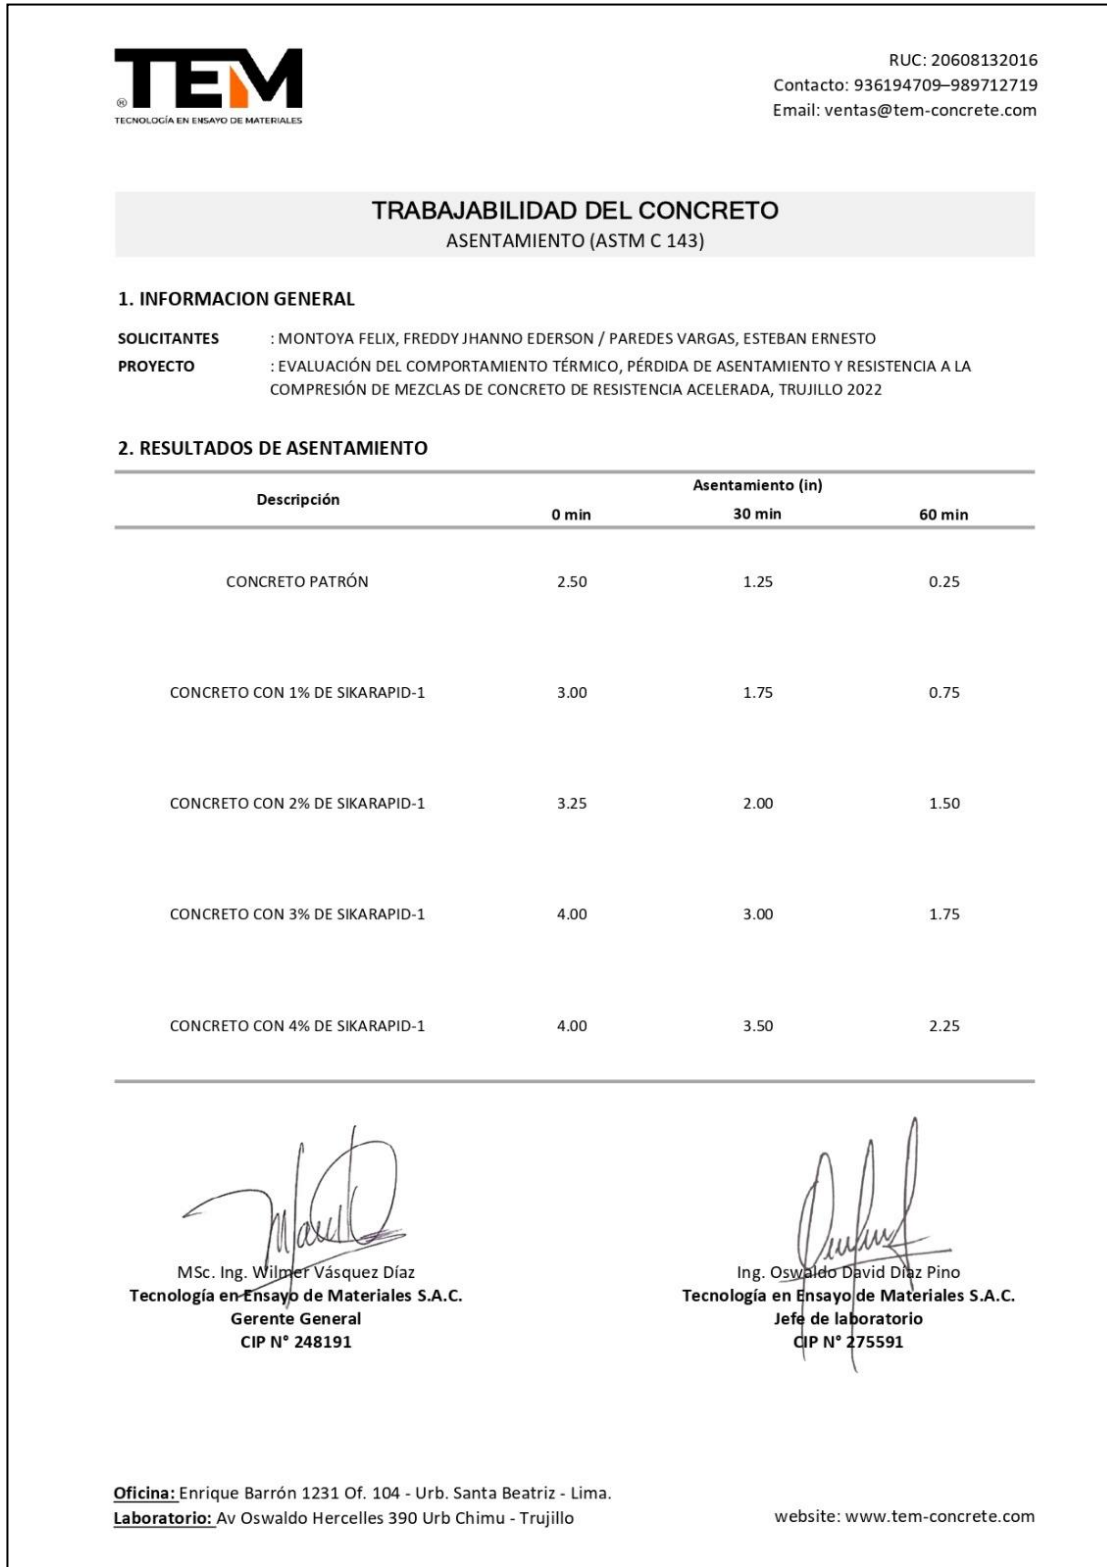 TEM
®
TECNOLOGÍA EN ENSAYO DE MATERIALES
RUC: 20608132016
Contacto: 936194709–989712719
Email: ventas@tem-concrete.com
TRABAJABILIDAD DEL CONCRETO
ASENTAMIENTO (ASTM C 143)
1. INFORMACION GENERAL
SOLICITANTES : MONTOYA FELIX, FREDDY JHANNO EDERSON / PAREDES VARGAS, ESTEBAN ERNESTO
PROYECTO : EVALUACIÓN DEL COMPORTAMIENTO TÉRMICO, PÉRDIDA DE ASENTAMIENTO Y RESISTENCIA A LA
COMPRESIÓN DE MEZCLAS DE CONCRETO DE RESISTENCIA ACELERADA, TRUJILLO 2022
2. RESULTADOS DE ASENTAMIENTO
Descripción Asentamiento (in)
0 min 30 min 60 min
CONCRETO PATRÓN 2.50 1.25 0.25
CONCRETO CON 1% DE SIKARAPID-1 3.00 1.75 0.75
CONCRETO CON 2% DE SIKARAPID-1 3.25 2.00 1.50
CONCRETO CON 3% DE SIKARAPID-1 4.00 3.00 1.75
CONCRETO CON 4% DE SIKARAPID-1 4.00 3.50 2.25
MSc. Ing. Wilmer Vásquez Díaz
Tecnología en Ensayo de Materiales S.A.C.
Gerente General
CIP N° 248191
Ing. Oswaldo David Díaz Pino
Tecnología en Ensayo de Materiales S.A.C.
Jefe de laboratorio
CIP N° 275591
Oficina: Enrique Barrón 1231 Of. 104 - Urb. Santa Beatriz - Lima.
Laboratorio: Av Oswaldo Hercelles 390 Urb Chimu - Trujillo
website: www.tem-concrete.com